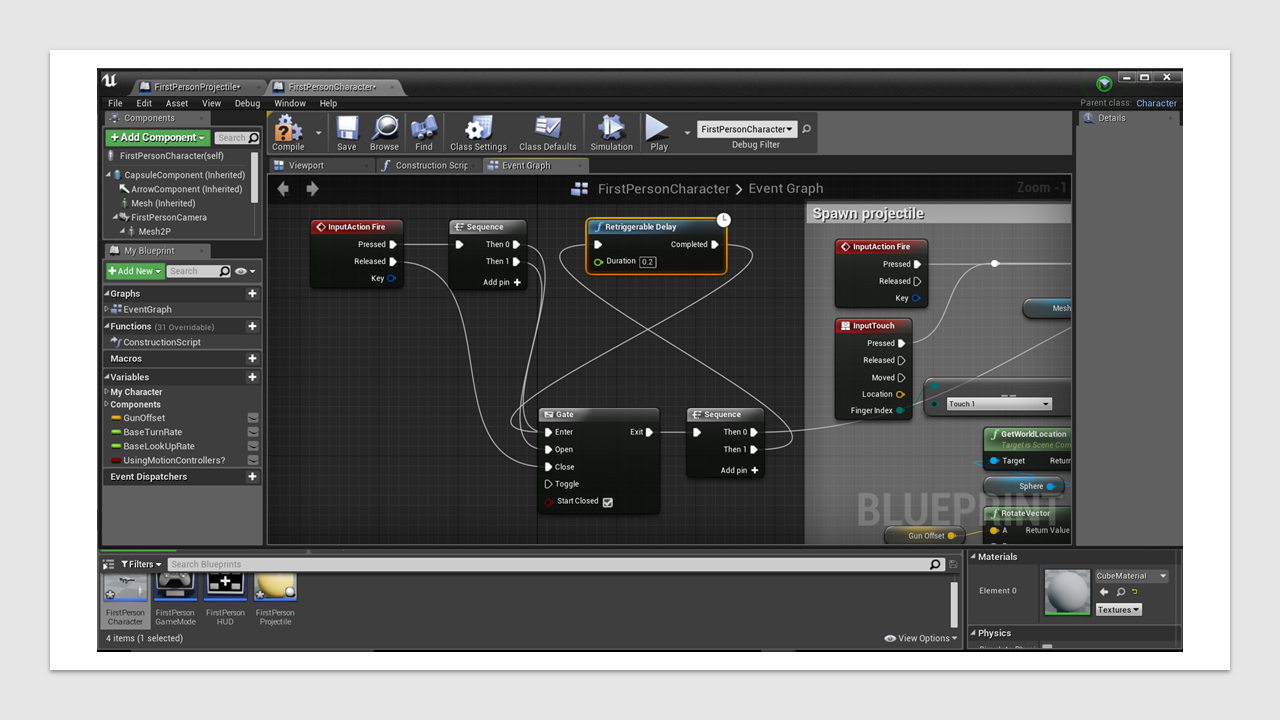 FirstPersonProjectile*
FirstPersonCharacter*
File Edit Asset View Debug Window Help
Parent class: Character
Components
+Add Component
Search
FirstPersonCharacter(self)
CapsuleComponent (Inherited)
ArrowComponent (Inherited)
Mesh (Inherited)
FirstPersonCamera
Mesh2P
My Blueprint
+Add New
Search
Graphs
EventGraph
Functions (31 Overridable)
ConstructionScript
Macros
Variables
My Character
Components
GunOffset
BaseTurnRate
BaseLookUpRate
UsingMotionControllers?
Event Dispatchers
Compile
Save
Browse
Find
Class Settings
Class Defaults
Simulation
Play
FirstPersonCharacter
Debug Filter
Details
Viewport
Construction Scrip
Event Graph
FirstPersonCharacter > Event Graph
Zoom -1
InputAction Fire
Pressed
Released
Key
Sequence
Then 0
Then 1
Add pin +
Retriggerable Delay
Completed
Duration 0.2
Gate
Enter Exit
Open
Close
Toggle
Start Closed
Sequence
Then 0
Then 1
Add pin +
Spawn projectile
InputAction Fire
Pressed
Released
Key
Mesh
InputTouch
Pressed
Released
Moved
Location
Finger Index
==
Touch 1
GetWorldLocation
Target is Scene Com
Target Return
Sphere
RotateVector
A Return Value
Gun Offset
BLUEPRINT
Filters
Search Blueprints
FirstPerson
Character
FirstPerson
GameMode
FirstPerson
HUD
FirstPerson
Projectile
4 items (1 selected)
View Options
Materials
Element 0
CubeMaterial
Textures
Physics